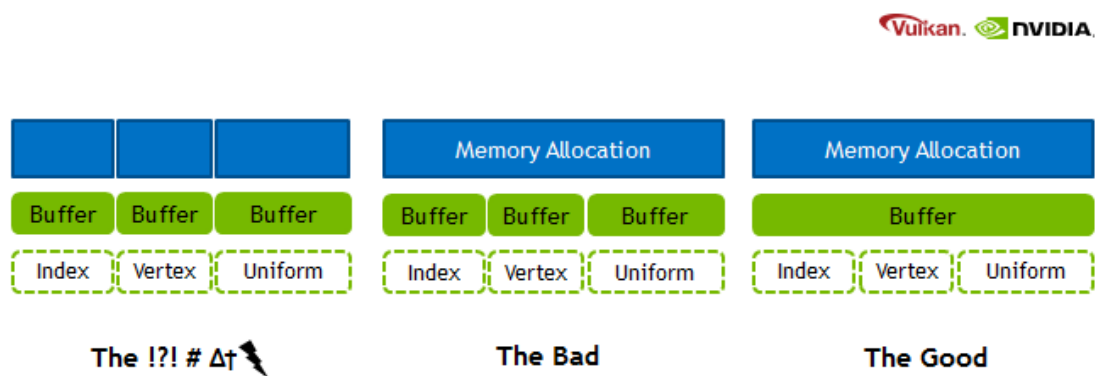 Vulkan. NVIDIA.
Memory Allocation Memory Allocation
Buffer Buffer Buffer Buffer Buffer Buffer Buffer
Index Vertex Uniform Index Vertex Uniform Index Vertex Uniform
The !?! # Δ† The Bad The Good